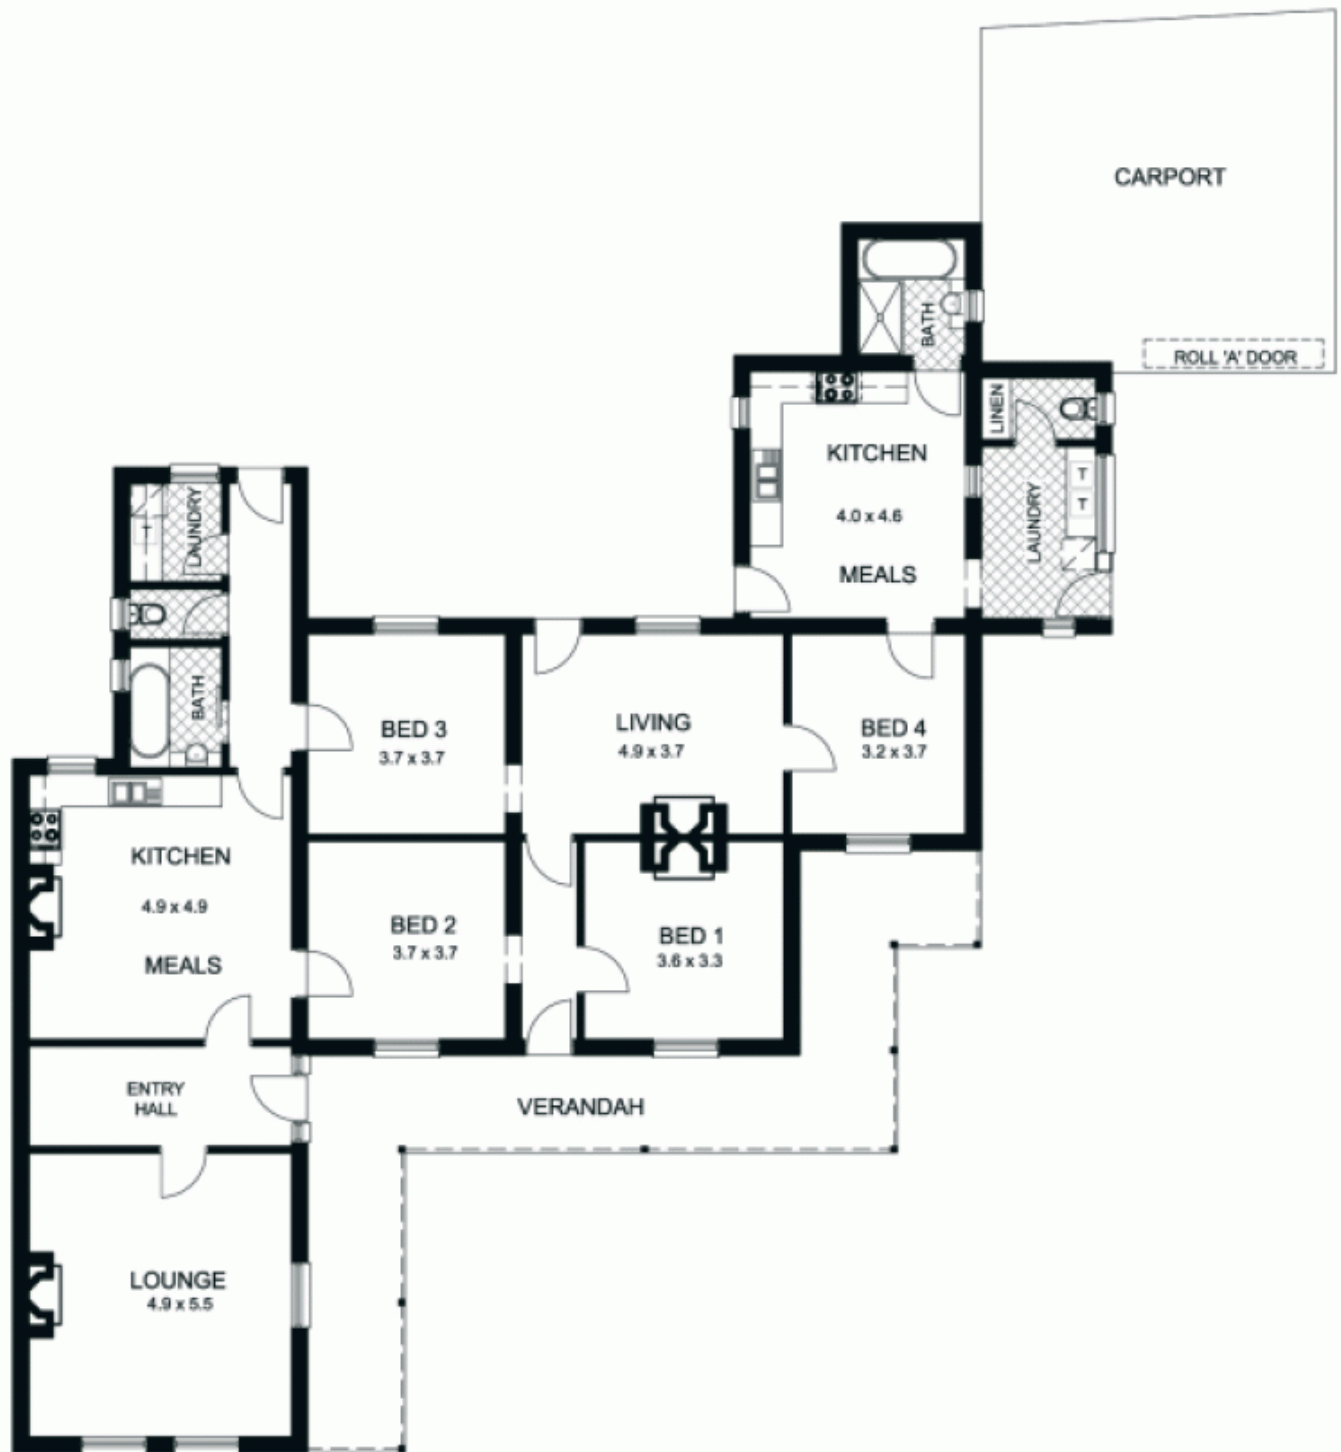 CARPORT
ROLL 'A' DOOR
BATH
LINEN
KITCHEN
4.0 x 4.6
MEALS
LAUNDRY
T
T
LAUNDRY
T
BATH
BED 3
3.7 x 3.7
LIVING
4.9 x 3.7
BED 4
3.2 x 3.7
KITCHEN
4.9 x 4.9
MEALS
BED 2
3.7 x 3.7
BED 1
3.6 x 3.3
ENTRY
HALL
VERANDAH
LOUNGE
4.9 x 5.5